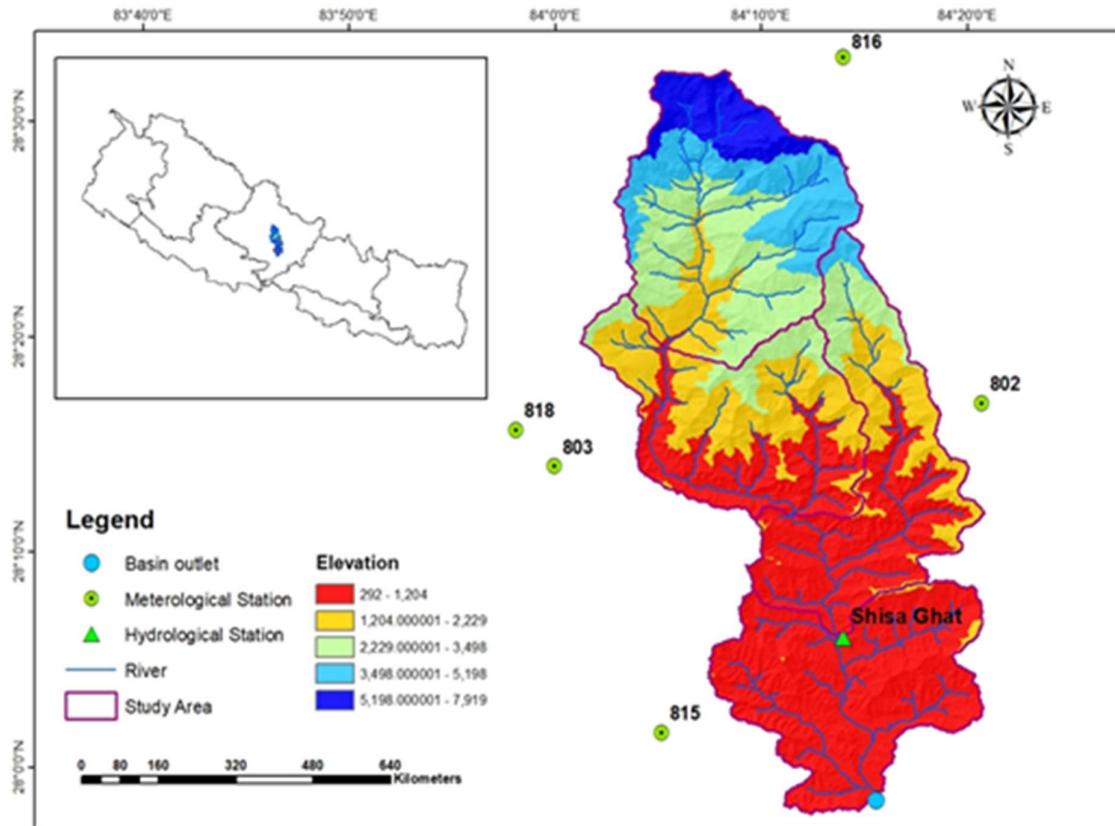 83°40'0"E 83°50'0"E 84°0'0"E 84°10'0"E 84°20'0"E
816
N
W E
S
28°30'0"N
28°20'0"N
802
818
803
28°10'0"N
Legend
Basin outlet
Meterological Station
Hydrological Station
River
Study Area
Elevation
292 - 1,204
1,204.000001 - 2,229
2,229.000001 - 3,498
3,498.000001 - 5,198
5,198.000001 - 7,919
Shisa Ghat
815
28°0'0"N
0 80 160 320 480 640
Kilometers